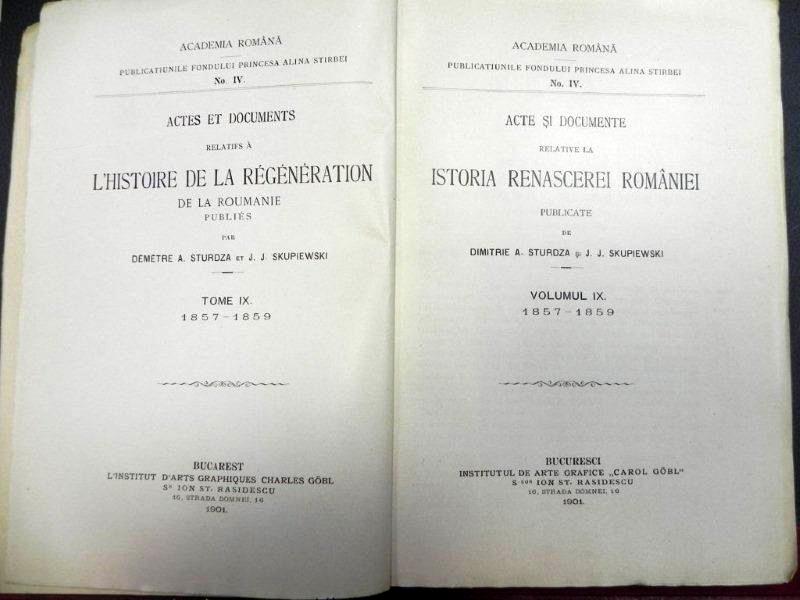 ACADEMIA ROMÂNĂ
PUBLICATIUNILE FONDULUI PRINCESA ALINA STIRBEI
No. IV.
ACTES ET DOCUMENTS
RELATIFS À
L'HISTOIRE DE LA RÉGÉNÉRATION
DE LA ROUMANIE
PUBLIÉS
PAR
DÉMÈTRE A. STURDZA ET J. J. SKUPIEWSKI
TOME IX.
1857-1859
BUCAREST
L'INSTITUT D'ARTS GRAPHIQUES CHARLES GÖBL
Sr ION ST. RASIDESCU
16, STRADA DOMNEI, 16
1901.
ACADEMIA ROMÂNĂ
PUBLICATIUNILE FONDULUI PRINCESA ALINA STIRBEI
No. IV.
ACTE ȘI DOCUMENTE
RELATIVE LA
ISTORIA RENASCEREI ROMÂNIEI
PUBLICATE
DE
DIMITRIE A. STURDZA ȘI J. J. SKUPIEWSKI
VOLUMUL IX.
1857-1859
BUCURESCI
INSTITUTUL DE ARTE GRAFICE „CAROL GÖBL"
S-sor ION ST. RASIDESCU
16, STRADA DOMNEI, 16
1901.